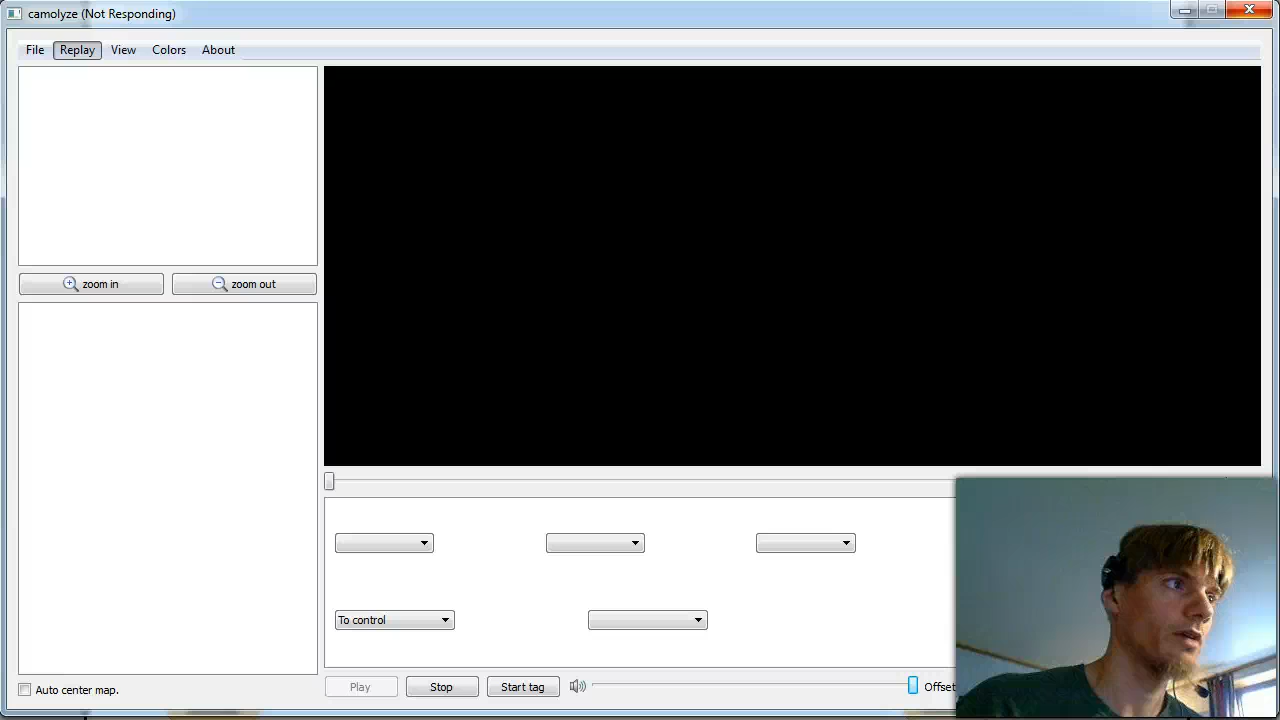 camolyze (Not Responding)
File Replay View Colors About
zoom in zoom out
To control
Auto center map. Play Stop Start tag Offset